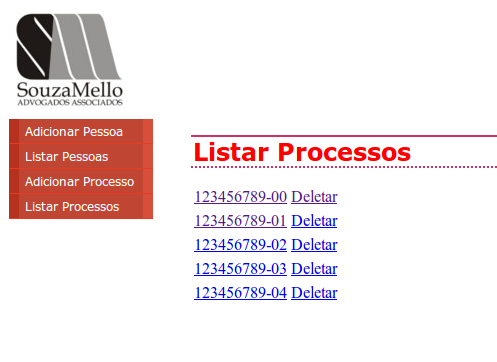 SouzaMello
ADVOGADOS ASSOCIADOS
Adicionar Pessoa
Listar Pessoas
Adicionar Processo
Listar Processos
Listar Processos
123456789-00 Deletar
123456789-01 Deletar
123456789-02 Deletar
123456789-03 Deletar
123456789-04 Deletar